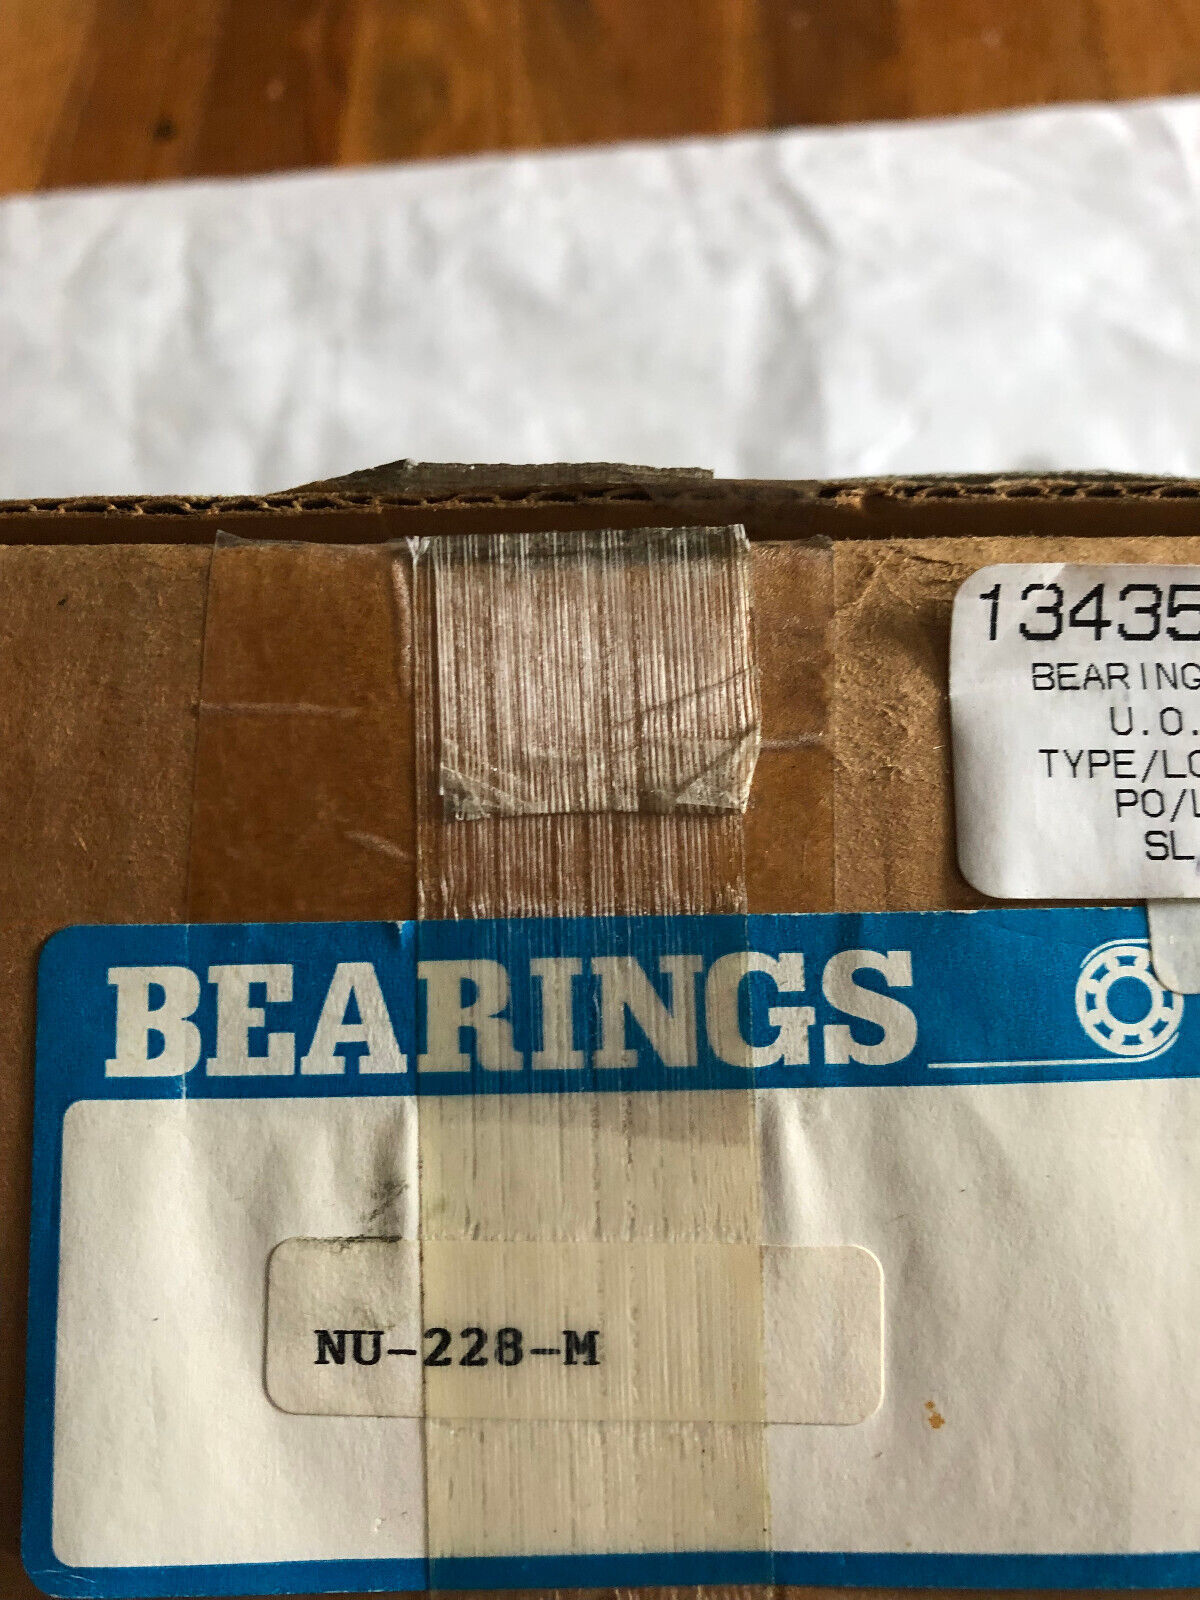 13435
BEARING
U.O.
TYPE/LO
PO/L
SL
BEARINGS
NU-228-M